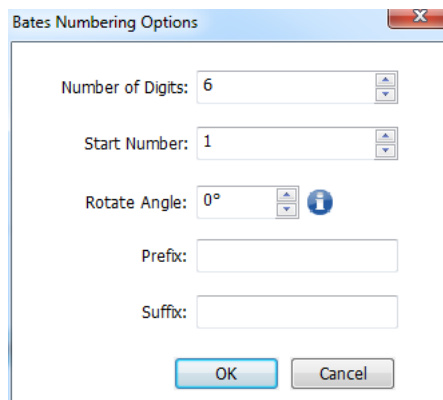 Bates Numbering Options
Number of Digits: 6
Start Number: 1
Rotate Angle: 0°
Prefix:
Suffix:
OK Cancel